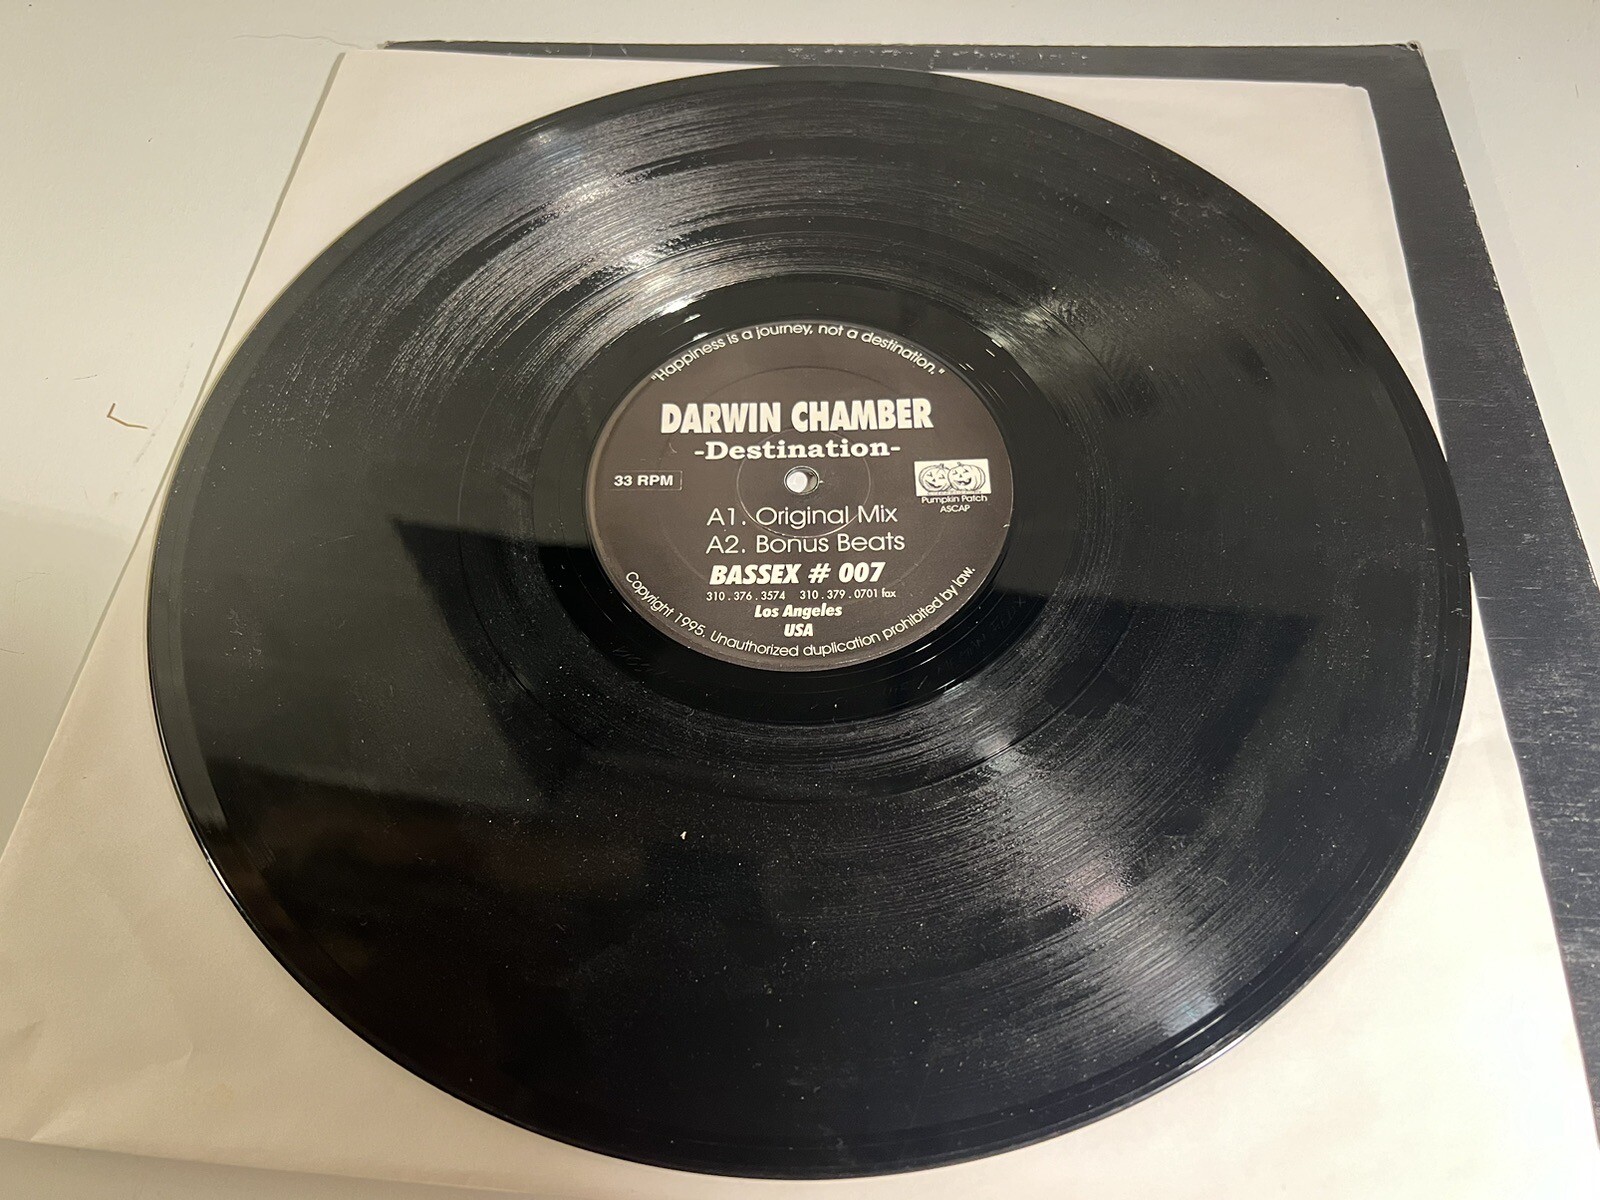 "Happiness is a journey, not a destination."
DARWIN CHAMBER
-Destination-
33 RPM
Pumpkin Patch
ASCAP
A1. Original Mix
A2. Bonus Beats
BASSEX # 007
310 . 376 . 3574 310 . 379 . 0701 fax
Los Angeles
USA
Copyright 1995. Unauthorized duplication prohibited by law.